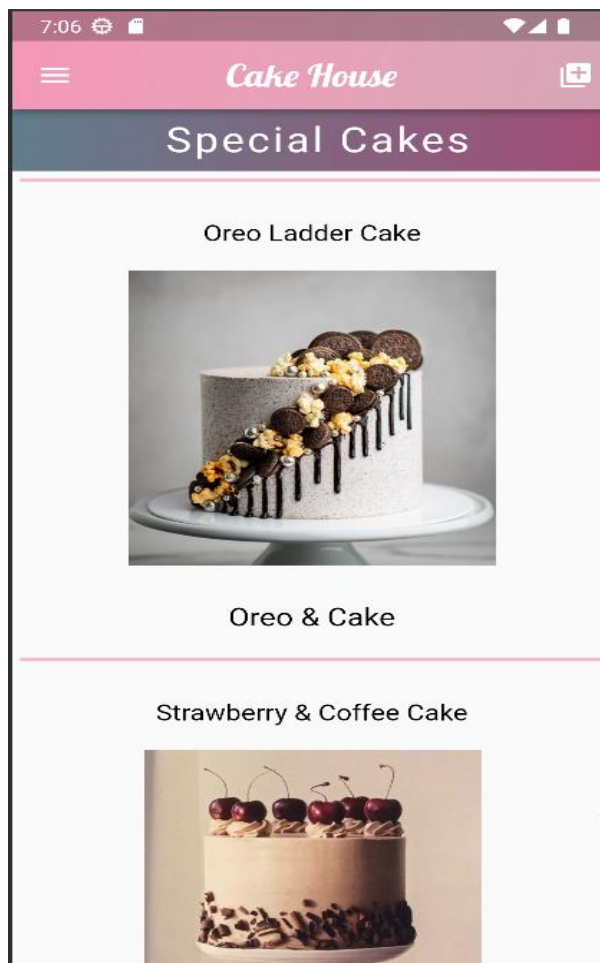 7:06
Cake House
Special Cakes
Oreo Ladder Cake
Oreo & Cake
Strawberry & Coffee Cake